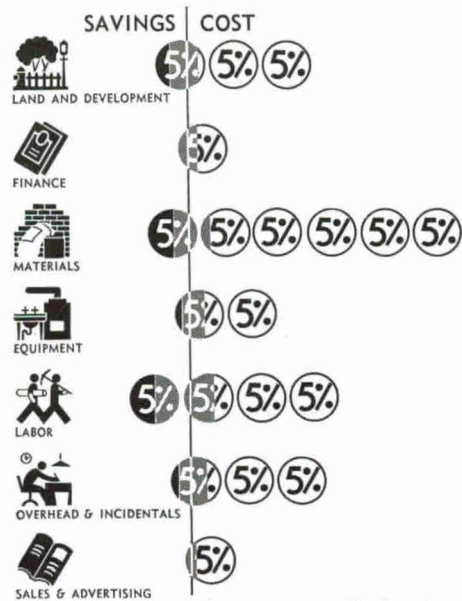 SAVINGS COST
5% 5% 5%
LAND AND DEVELOPMENT
5%
FINANCE
5% 5% 5% 5% 5% 5%
MATERIALS
5% 5%
EQUIPMENT
5% 5% 5% 5%
LABOR
5% 5% 5%
OVERHEAD & INCIDENTALS
5%
SALES & ADVERTISING